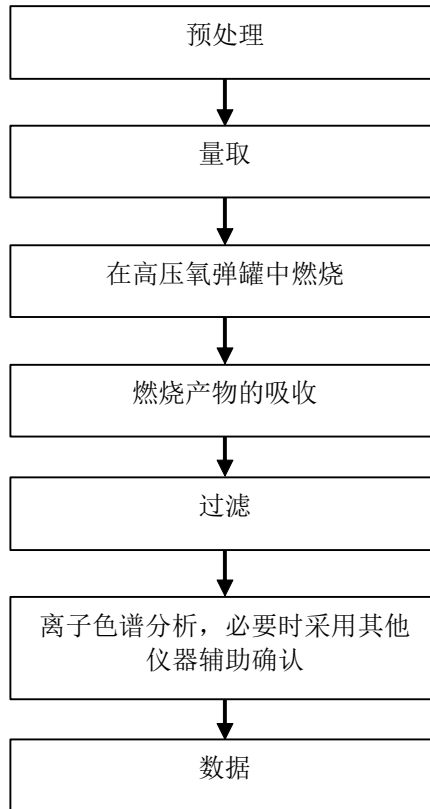 预处理
量取
在高压氧弹罐中燃烧
燃烧产物的吸收
过滤
离子色谱分析，必要时采用其他
仪器辅助确认
数据